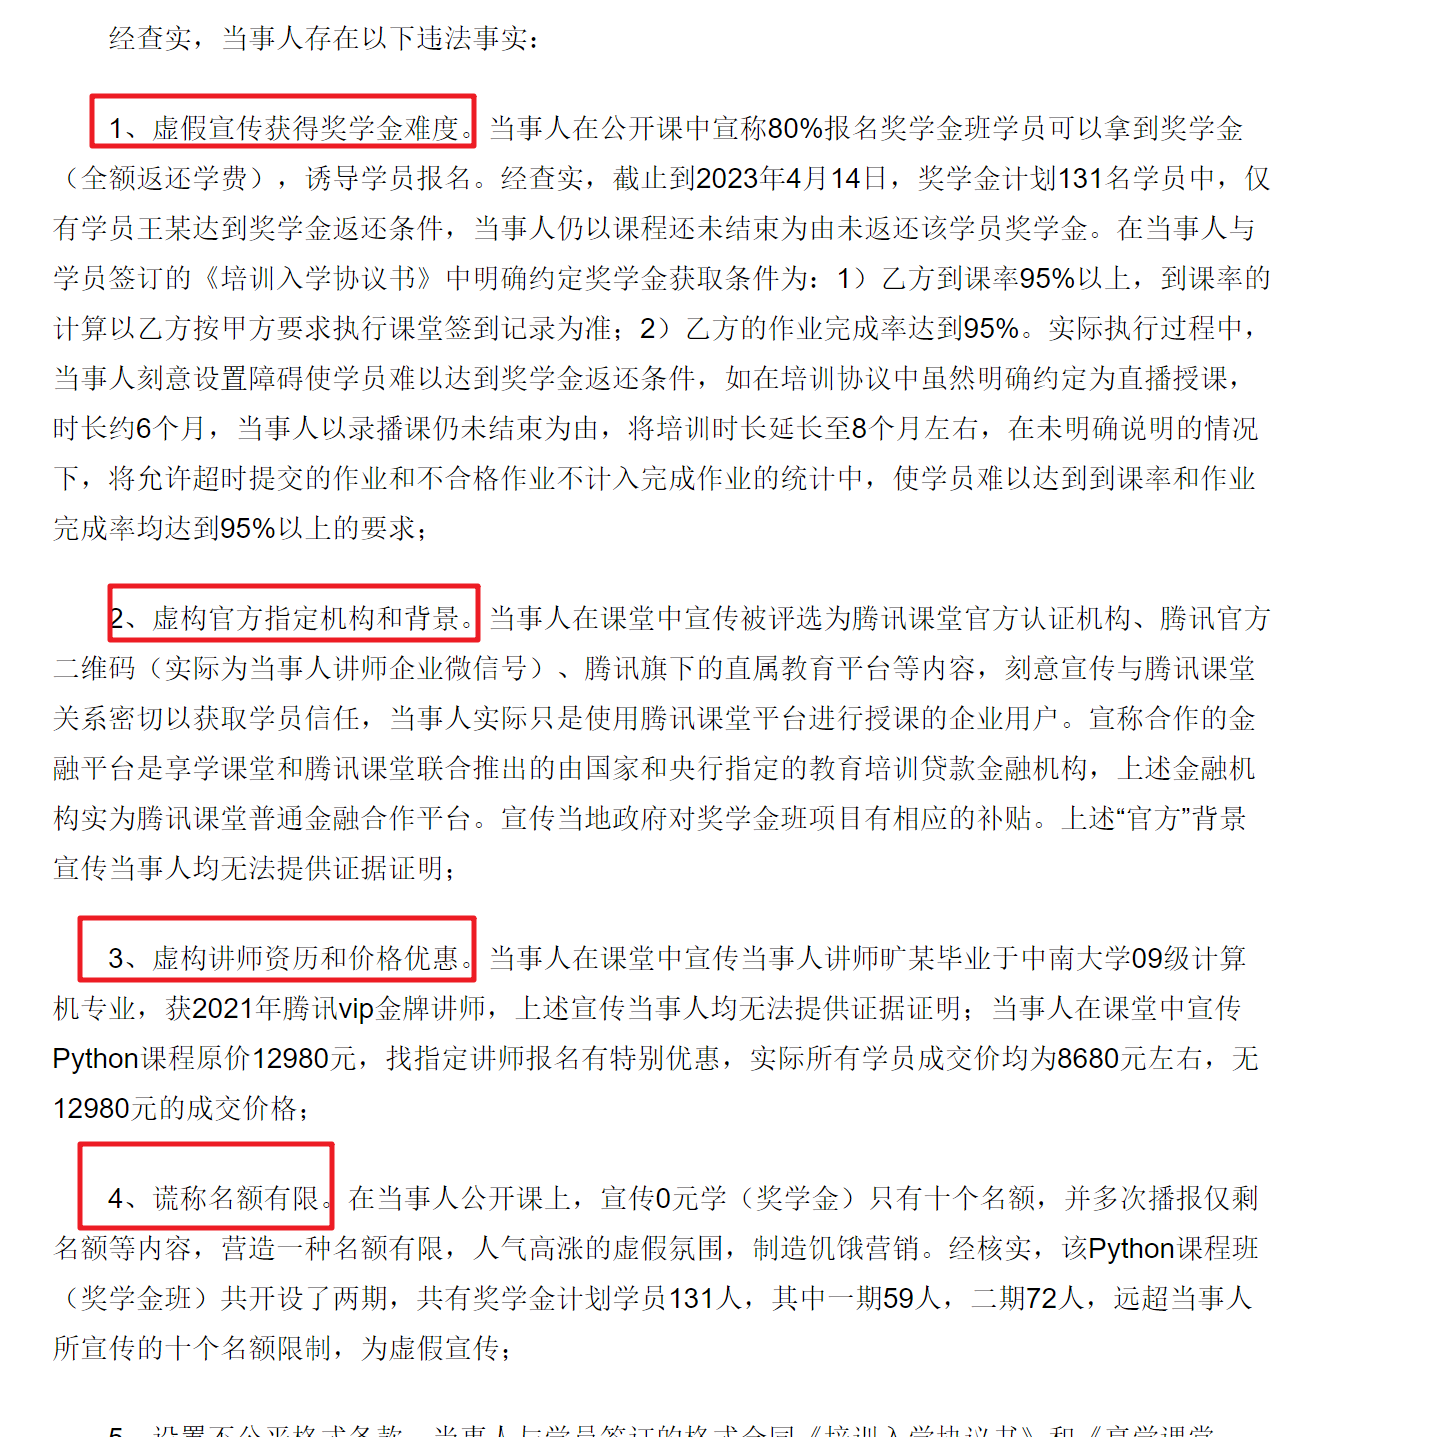 经查实，当事人存在以下违法事实：
1、虚假宣传获得奖学金难度。当事人在公开课中宣称80%报名奖学金班学员可以拿到奖学金
（全额返还学费），诱导学员报名。经查实，截止到2023年4月14日，奖学金计划131名学员中，仅
有学员王某达到奖学金返还条件，当事人仍以课程还未结束为由未返还该学员奖学金。在当事人与
学员签订的《培训入学协议书》中明确约定奖学金获取条件为：1）乙方到课率95%以上，到课率的
计算以乙方按甲方要求执行课堂签到记录为准；2）乙方的作业完成率达到95%。实际执行过程中，
当事人刻意设置障碍使学员难以达到奖学金返还条件，如在培训协议中虽然明确约定为直播授课，
时长约6个月，当事人以录播课仍未结束为由，将培训时长延长至8个月左右，在未明确说明的情况
下，将允许超时提交的作业和不合格作业不计入完成作业的统计中，使学员难以达到到课率和作业
完成率均达到95%以上的要求；
2、虚构官方指定机构和背景。当事人在课堂中宣传被评选为腾讯课堂官方认证机构、腾讯官方
二维码（实际为当事人讲师企业微信号）、腾讯旗下的直属教育平台等内容，刻意宣传与腾讯课堂
关系密切以获取学员信任，当事人实际只是使用腾讯课堂平台进行授课的企业用户。宣称合作的金
融平台是享学课堂和腾讯课堂联合推出的由国家和央行指定的教育培训贷款金融机构，上述金融机
构实为腾讯课堂普通金融合作平台。宣传当地政府对奖学金班项目有相应的补贴。上述“官方”背景
宣传当事人均无法提供证据证明；
3、虚构讲师资历和价格优惠。当事人在课堂中宣传当事人讲师旷某毕业于中南大学09级计算
机专业，获2021年腾讯vip金牌讲师，上述宣传当事人均无法提供证据证明；当事人在课堂中宣传
Python课程原价12980元，找指定讲师报名有特别优惠，实际所有学员成交价均为8680元左右，无
12980元的成交价格；
4、谎称名额有限。在当事人公开课上，宣传0元学（奖学金）只有十个名额，并多次播报仅剩
名额等内容，营造一种名额有限，人气高涨的虚假氛围，制造饥饿营销。经核实，该Python课程班
（奖学金班）共开设了两期，共有奖学金计划学员131人，其中一期59人，二期72人，远超当事人
所宣传的十个名额限制，为虚假宣传；
5、设置不公平格式条款。当事人与学员签订的格式合同《培训入学协议书》和《享学课堂